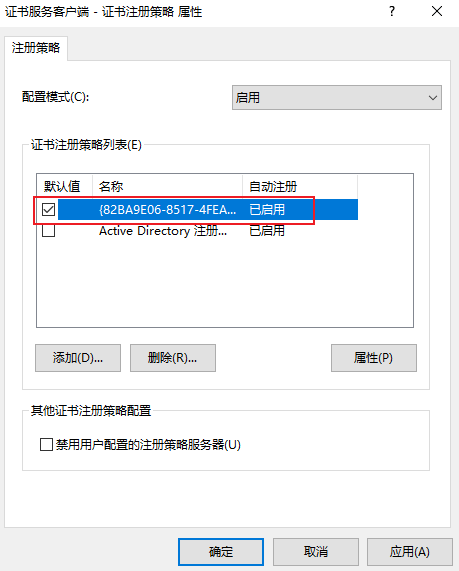 证书服务客户端 - 证书注册策略 属性
注册策略
配置模式(C):
启用
证书注册策略列表(E)
默认值 名称 自动注册
{82BA9E06-8517-4FEA... 已启用
Active Directory 注册... 已启用
添加(D)... 删除(R)... 属性(P)
其他证书注册策略配置
禁用用户配置的注册策略服务器(U)
确定 取消 应用(A)